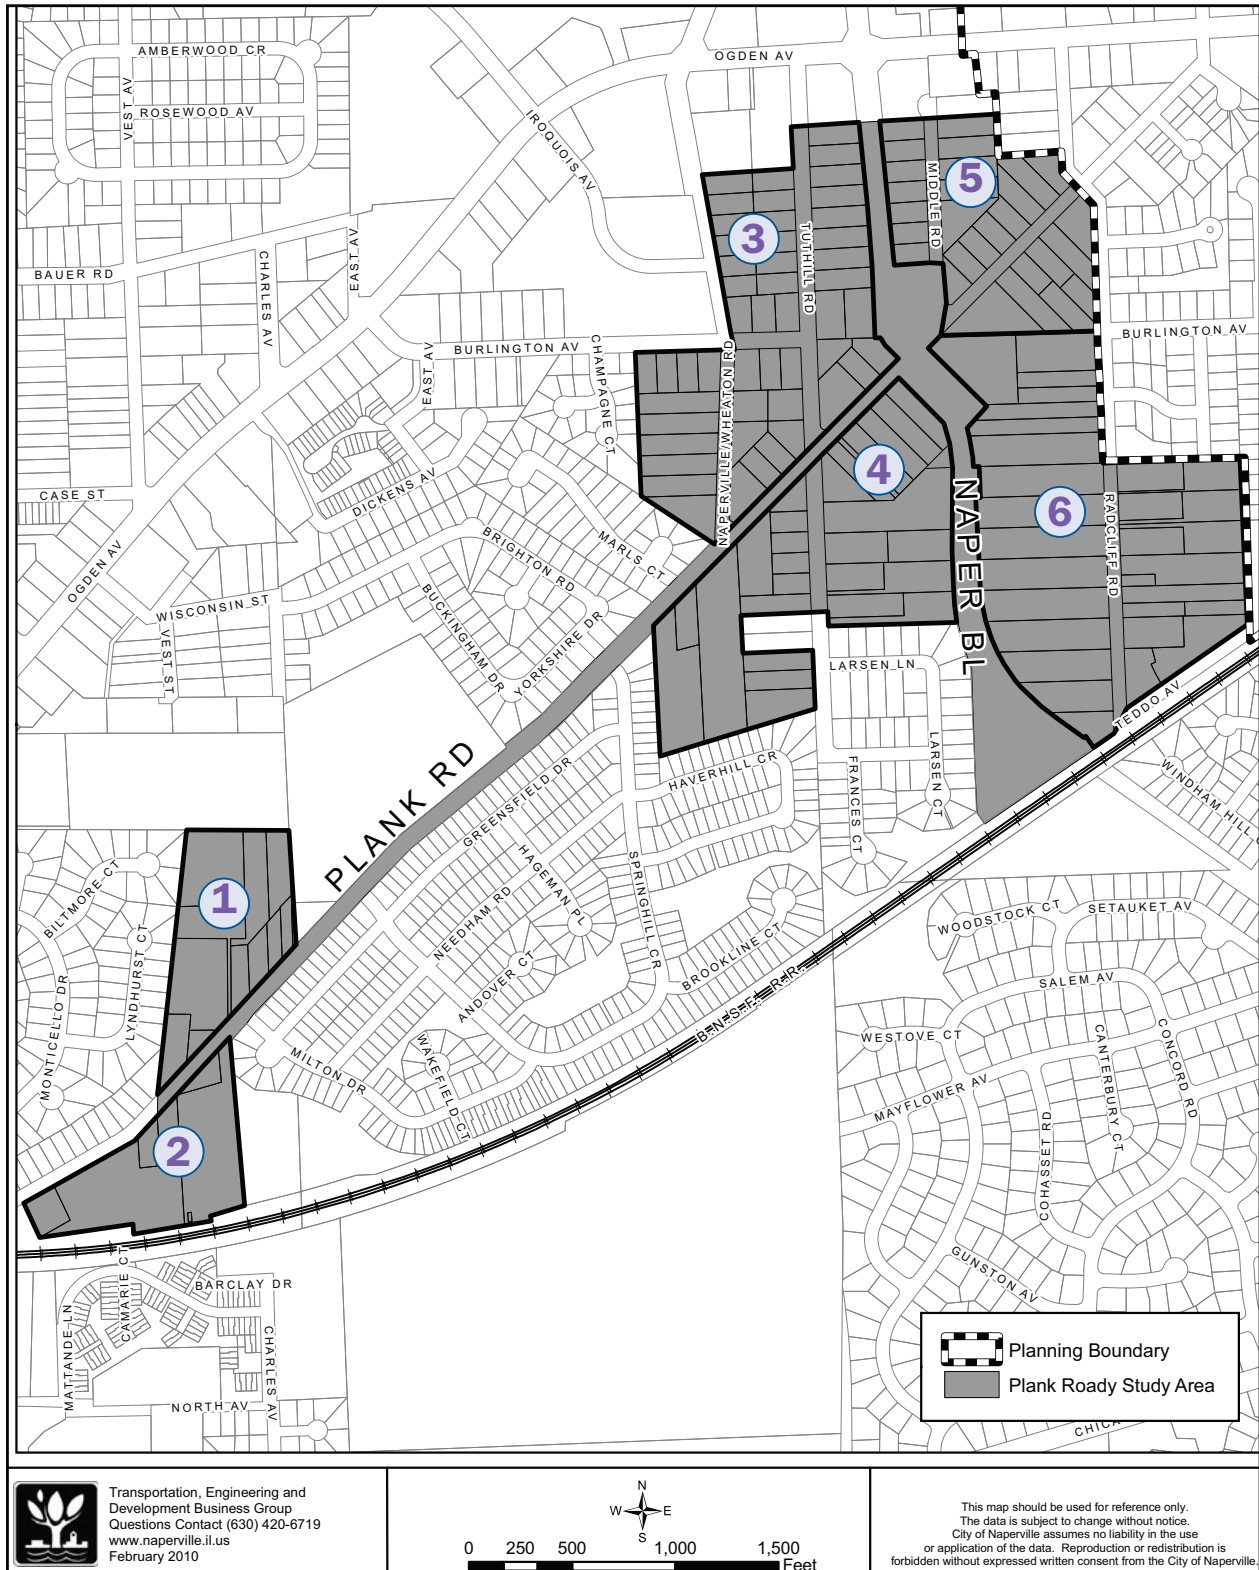 AMBERWOOD CR
VEST AV
ROSEWOOD AV
OGDEN AV
IROQUOIS AV
MIDDLE RD
5
3
TUTHILL RD
EAST AV
CHARLES AV
BAUER RD
BURLINGTON AV
BURLINGTON AV
EAST AV
CHAMPAGNE CT
NAPERVILLE/WHEATON RD
4
6
NAPER BL
RADCLIFF RD
CASE ST
DICKENS AV
OGDEN AV
BRIGHTON RD
MARLS CT
WISCONSIN ST
VEST ST
BUCKINGHAM DR
YORKSHIRE DR
LARSEN LN
TEDDO AV
PLANK RD
GREENSFIELD DR
HAVERHILL CR
FRANCES CT
LARSEN CT
WINDHAM HILL
1
BILTMORE CT
LYNDHURST CT
MONTICELLO DR
NEEDHAM RD
HAGEMAN PL
SPRINGHILL CR
ANDOVER CT
BROOKLINE CT
B.N.S.F. R.R.
WOODSTOCK CT
SETAUKET AV
SALEM AV
WESTOVE CT
CANTERBURY CT
CONCORD RD
MAYFLOWER AV
COHASSET RD
MILTON DR
WAKEFIELD CT
2
GUNSTON AV
CAMARIE CT
BARCLAY DR
MATTANDE LN
CHARLES AV
NORTH AV
Planning Boundary
Plank Roady Study Area
CHICA
Transportation, Engineering and
Development Business Group
Questions Contact (630) 420-6719
www.naperville.il.us
February 2010
N
W E
S
0 250 500 1,000 1,500
Feet
This map should be used for reference only.
The data is subject to change without notice.
City of Naperville assumes no liability in the use
or application of the data. Reproduction or redistribution is
forbidden without expressed written consent from the City of Naperville.